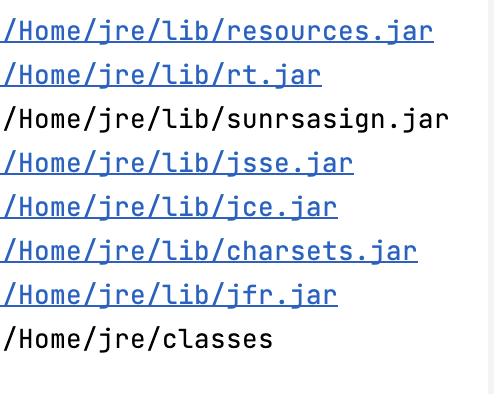 /Home/jre/lib/resources.jar
/Home/jre/lib/rt.jar
/Home/jre/lib/sunrsasign.jar
/Home/jre/lib/jsse.jar
/Home/jre/lib/jce.jar
/Home/jre/lib/charsets.jar
/Home/jre/lib/jfr.jar
/Home/jre/classes